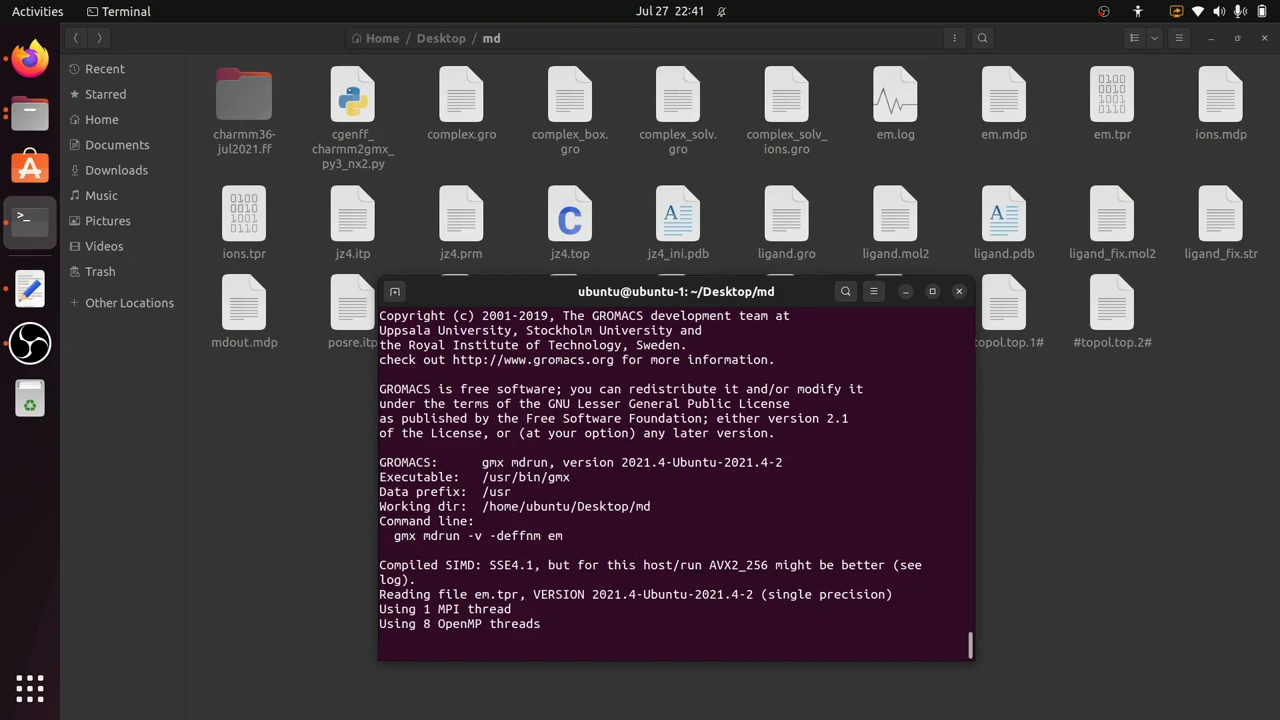 Activities
Terminal
Jul 27 22:41
Home / Desktop / md
Recent
Starred
Home
Documents
Downloads
Music
Pictures
Videos
Trash
+ Other Locations
charmm36-
jul2021.ff
cgenff_
charmm2gmx_
py3_nx2.py
complex.gro
complex_box.
gro
complex_solv.
gro
complex_solv_
ions.gro
em.log
em.mdp
em.tpr
ions.mdp
ions.tpr
jz4.itp
jz4.prm
jz4.top
jz4_ini.pdb
ligand.gro
ligand.mol2
ligand.pdb
ligand_fix.mol2
ligand_fix.str
mdout.mdp
posre.itp
topol.top.1#
#topol.top.2#
ubuntu@ubuntu-1: ~/Desktop/md
Copyright (c) 2001-2019, The GROMACS development team at
Uppsala University, Stockholm University and
the Royal Institute of Technology, Sweden.
check out http://www.gromacs.org for more information.
GROMACS is free software; you can redistribute it and/or modify it
under the terms of the GNU Lesser General Public License
as published by the Free Software Foundation; either version 2.1
of the License, or (at your option) any later version.
GROMACS:      gmx mdrun, version 2021.4-Ubuntu-2021.4-2
Executable:   /usr/bin/gmx
Data prefix:  /usr
Working dir:  /home/ubuntu/Desktop/md
Command line:
gmx mdrun -v -deffnm em
Compiled SIMD: SSE4.1, but for this host/run AVX2_256 might be better (see
log).
Reading file em.tpr, VERSION 2021.4-Ubuntu-2021.4-2 (single precision)
Using 1 MPI thread
Using 8 OpenMP threads